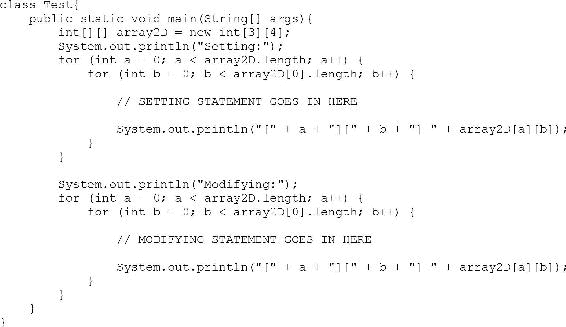 class Test{
    public static void main(String[] args){
        int[][] array2D = new int[3][4];
        System.out.println("Setting:");
        for (int a = 0; a < array2D.length; a++) {
            for (int b = 0; b < array2D[0].length; b++) {
                // SETTING STATEMENT GOES IN HERE
                System.out.println("[" + a + "][" + b + "] " + array2D[a][b]);
            }
        }
        System.out.println("Modifying:");
        for (int a = 0; a < array2D.length; a++) {
            for (int b = 0; b < array2D[0].length; b++) {
                // MODIFYING STATEMENT GOES IN HERE
                System.out.println("[" + a + "][" + b + "] " + array2D[a][b]);
            }
        }
    }
}